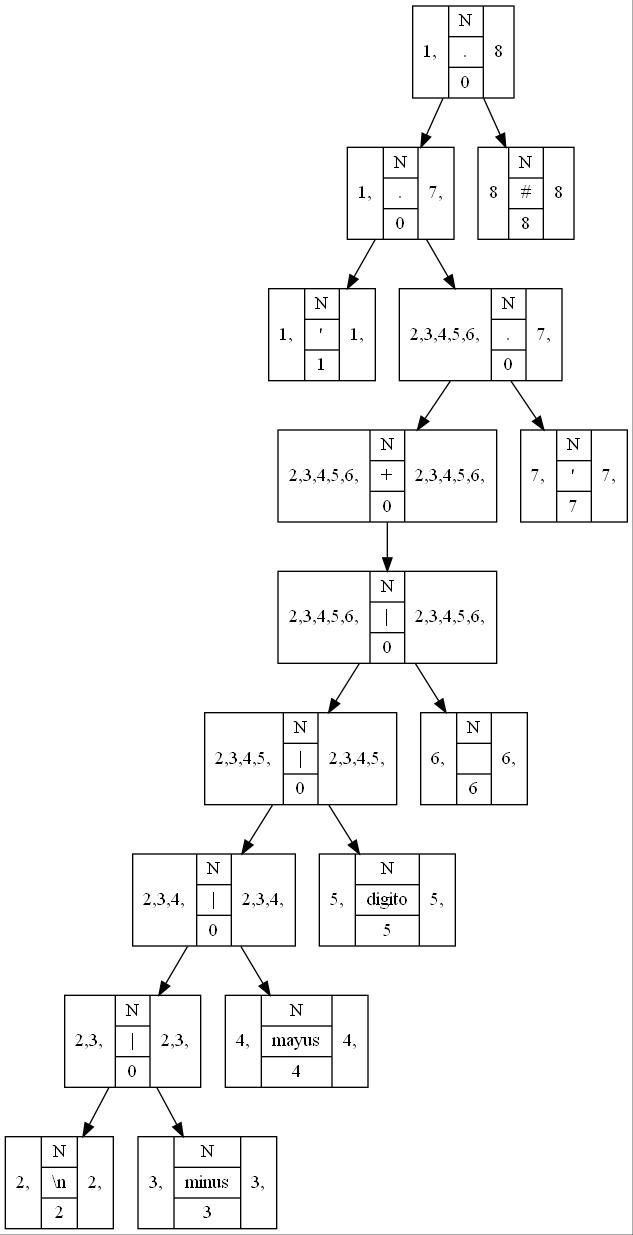 N
1, . 8
0
N
1, . 7,
0
N
8 # 8
8
N
1, ' 1,
1
N
2,3,4,5,6, . 7,
0
N
2,3,4,5,6, + 2,3,4,5,6,
0
N
7, ' 7,
7
N
2,3,4,5,6, | 2,3,4,5,6,
0
N
2,3,4,5, | 2,3,4,5,
0
N
6, 6,
6
N
2,3,4, | 2,3,4,
0
N
5, digito 5,
5
N
2,3, | 2,3,
0
N
4, mayus 4,
4
N
2, \n 2,
2
N
3, minus 3,
3